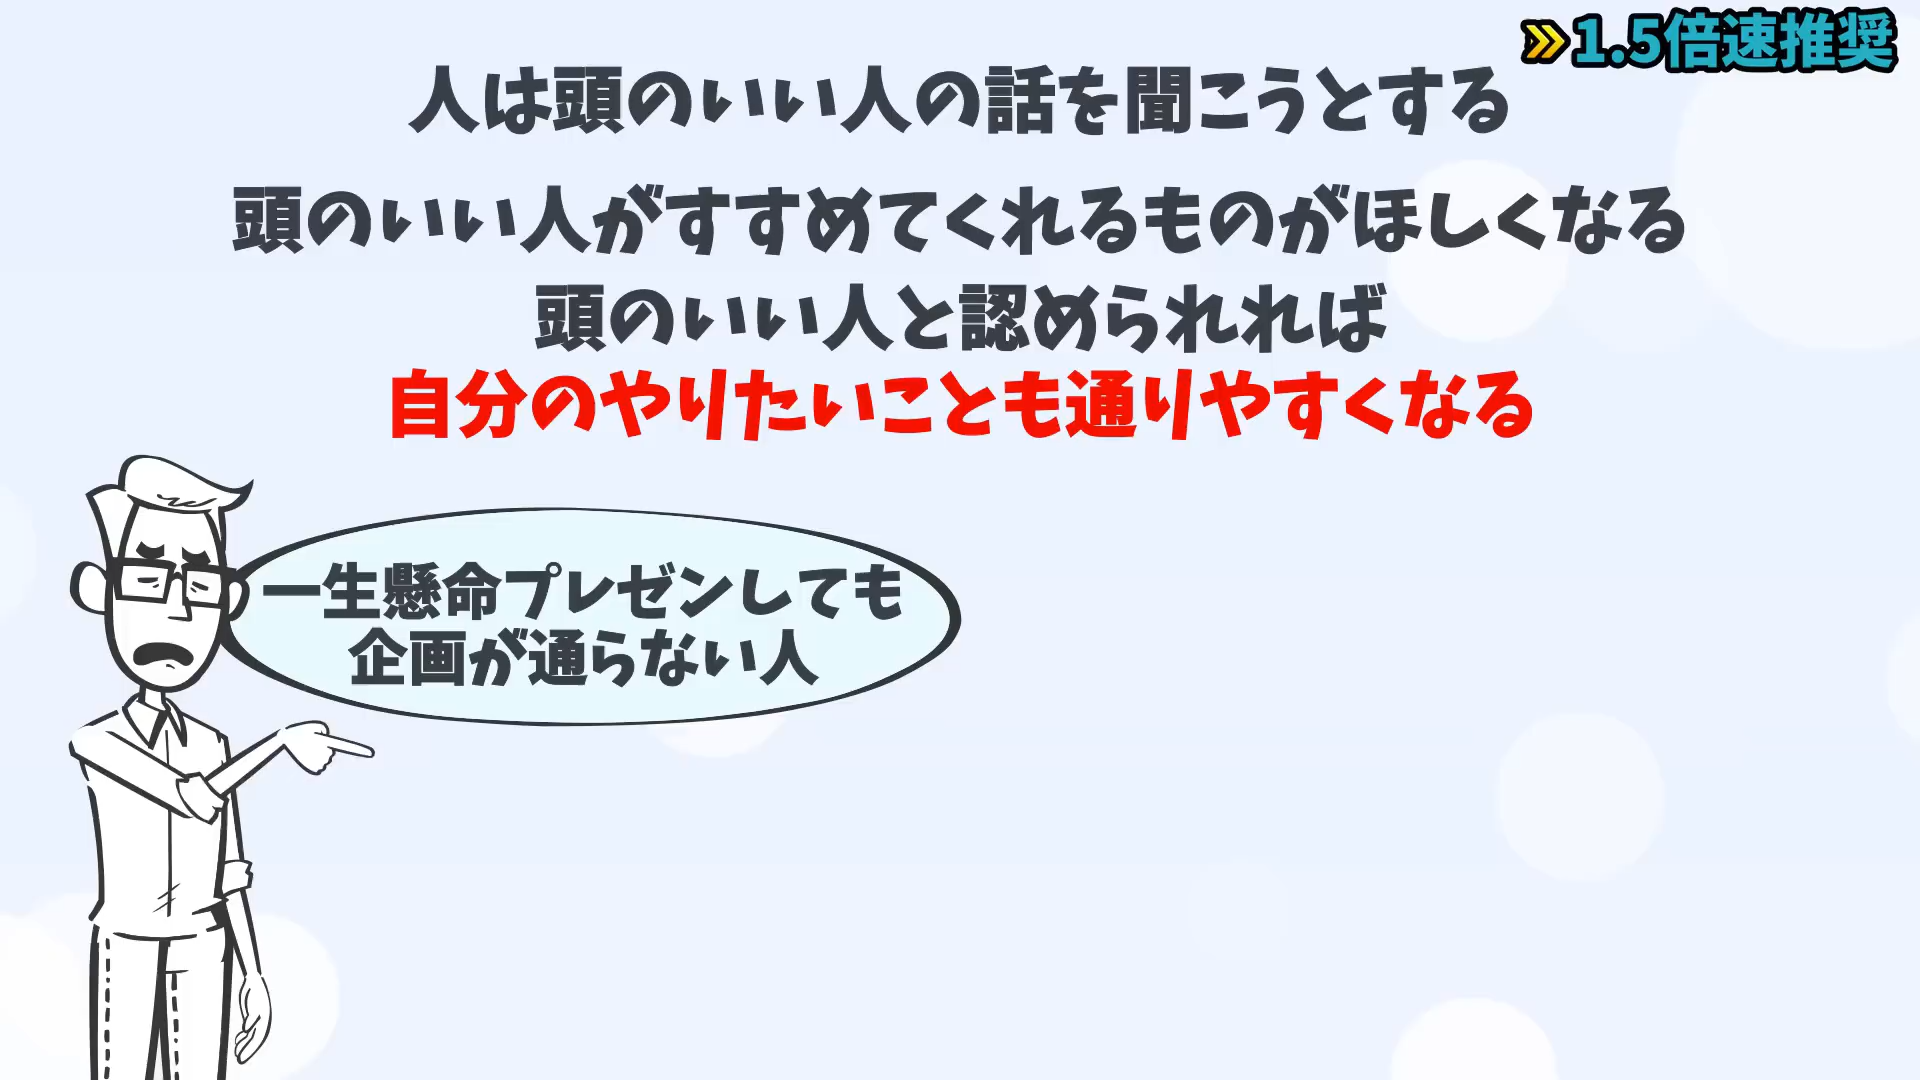 1.5倍速推奨
人は頭のいい人の話を聞こうとする
頭のいい人がすすめてくれるものがほしくなる
頭のいい人と認められれば
自分のやりたいことも通りやすくなる
一生懸命プレゼンしても
企画が通らない人